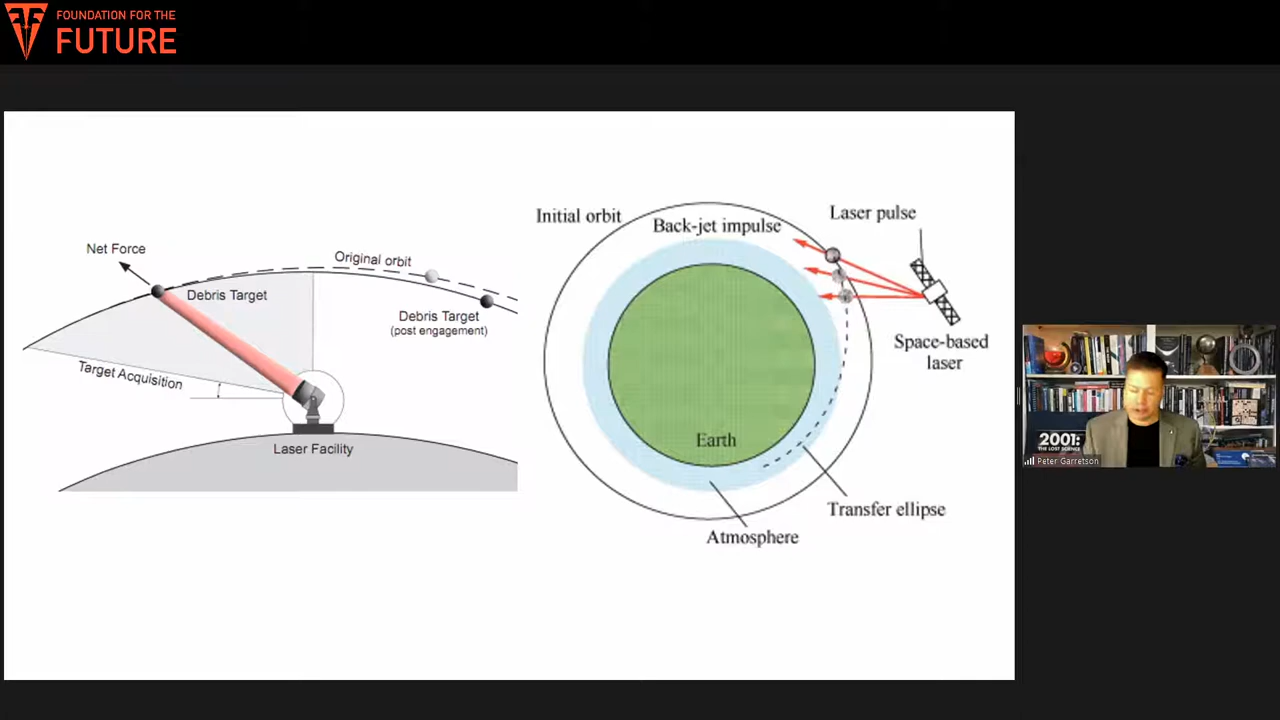 FOUNDATION FOR THE
FUTURE
Net Force
Original orbit
Debris Target
Debris Target
(post engagement)
Target Acquisition
Laser Facility
Initial orbit
Back-jet impulse
Laser pulse
Space-based
laser
Earth
Transfer ellipse
Atmosphere
2001:
THE LOST SCIENCE
Peter Garretson